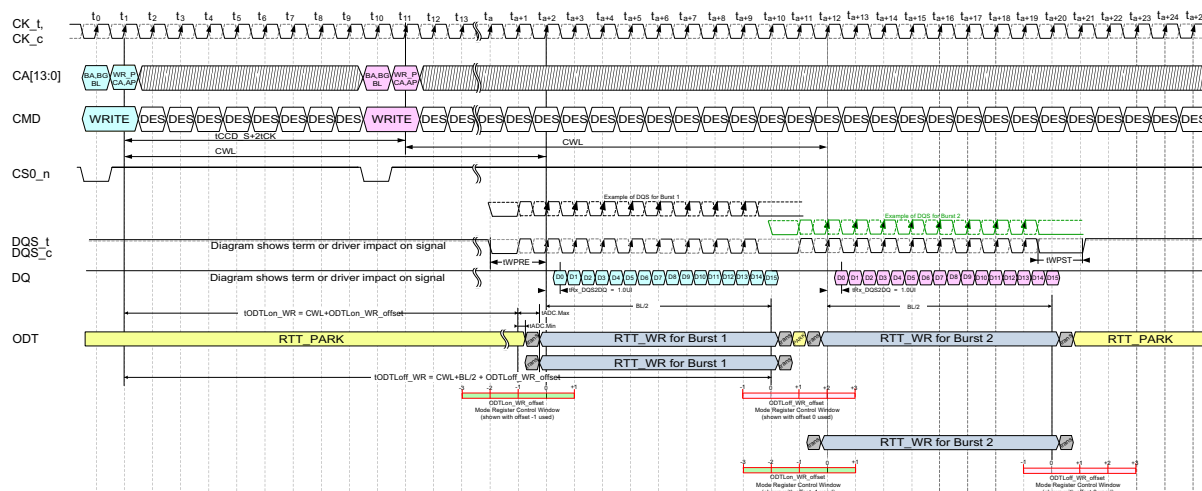 t0 t1 t2 t3 t4 t5 t6 t7 t8 t9 t10 t11 t12 t13 ta ta+1 ta+2 ta+3 ta+4 ta+5 ta+6 ta+7 ta+8 ta+9 ta+10 ta+11 ta+12 ta+13 ta+14 ta+15 ta+16 ta+17 ta+18 ta+19 ta+20 ta+21 ta+22 ta+23 ta+24
CK_t,
CK_c
CA[13:0]
BA,BG
BL
WR_P
CA,AP
BA,BG
BL
WR_P
CA,AP
CMD WRITE DES DES DES DES DES DES DES DES WRITE DES DES DES DES DES DES DES DES DES DES DES DES DES DES DES DES DES DES DES DES DES DES DES DES DES DES DES DES DES
tCCD_S+2tCK
CWL
CWL
CS0_n
Example of DQS for Burst 1
Example of DQS for Burst 2
DQS_t
DQS_c
Diagram shows term or driver impact on signal
tWPRE
tWPST
DQ
Diagram shows term or driver impact on signal
D0 D1 D2 D3 D4 D5 D6 D7 D8 D9 D10 D11 D12 D13 D14 D15
D0 D1 D2 D3 D4 D5 D6 D7 D8 D9 D10 D11 D12 D13 D14 D15
tRx_DQS2DQ = 1.0UI
tRx_DQS2DQ = 1.0UI
BL/2
BL/2
tODTLon_WR = CWL+ODTLon_WR_offset
tADC.Max
tADC.Min
ODT RTT_PARK RTT_WR for Burst 1 RTT_WR for Burst 2 RTT_PARK
RTT_WR for Burst 1
tODTLoff_WR = CWL+BL/2 + ODTLoff_WR_offset
-3 -2 -1 0 +1
ODTLon_WR_offset
Mode Register Control Window
(shown with offset -1 used)
-1 0 +1 +2 +3
ODTLoff_WR_offset
Mode Register Control Window
(shown with offset 0 used)
RTT_WR for Burst 2
-3 -2 -1 0 +1
ODTLon_WR_offset
Mode Register Control Window
-1 0 +1 +2 +3
ODTLoff_WR_offset
Mode Register Control Window